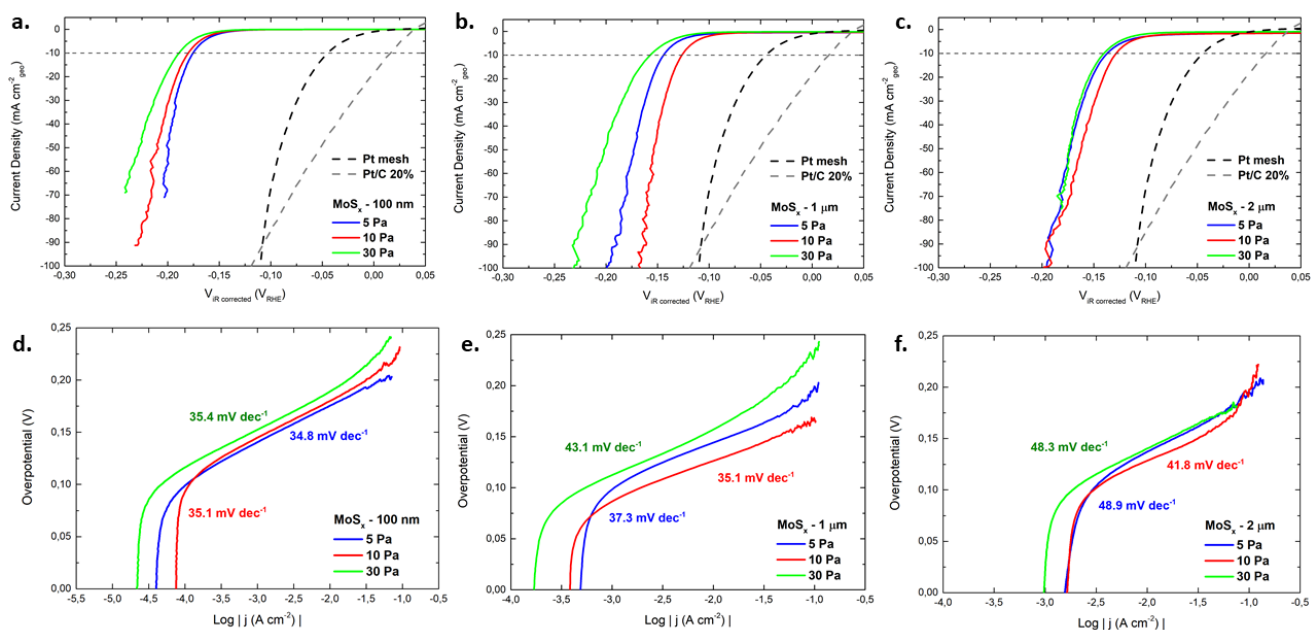 a.
0
-10
-20
-30
-40
-50
-60
-70
-80
-90
-100
Current Density (mA cm⁻²geo)
Pt mesh
Pt/C 20%
MoSx - 100 nm
5 Pa
10 Pa
30 Pa
-0,30 -0,25 -0,20 -0,15 -0,10 -0,05 0,00 0,05
V iR corrected (VRHE)
b.
0
-10
-20
-30
-40
-50
-60
-70
-80
-90
-100
Current Density (mA cm⁻²geo)
Pt mesh
Pt/C 20%
MoSx - 1 μm
5 Pa
10 Pa
30 Pa
-0,30 -0,25 -0,20 -0,15 -0,10 -0,05 0,00 0,05
V iR corrected (VRHE)
c.
0
-10
-20
-30
-40
-50
-60
-70
-80
-90
-100
Current Density (mA cm⁻²geo)
Pt mesh
Pt/C 20%
MoSx - 2 μm
5 Pa
10 Pa
30 Pa
-0,30 -0,25 -0,20 -0,15 -0,10 -0,05 0,00 0,05
V iR corrected (VRHE)
d.
0,25
0,20
0,15
0,10
0,05
0,00
Overpotential (V)
35.4 mV dec⁻¹
34.8 mV dec⁻¹
35.1 mV dec⁻¹
MoSx - 100 nm
5 Pa
10 Pa
30 Pa
-5,5 -5,0 -4,5 -4,0 -3,5 -3,0 -2,5 -2,0 -1,5 -1,0 -0,5
Log | j (A cm⁻²) |
e.
0,25
0,20
0,15
0,10
0,05
0,00
Overpotential (V)
43.1 mV dec⁻¹
35.1 mV dec⁻¹
37.3 mV dec⁻¹
MoSx - 1 μm
5 Pa
10 Pa
30 Pa
-4,0 -3,5 -3,0 -2,5 -2,0 -1,5 -1,0 -0,5
Log | j (A cm⁻²) |
f.
0,25
0,20
0,15
0,10
0,05
0,00
Overpotential (V)
48.3 mV dec⁻¹
41.8 mV dec⁻¹
48.9 mV dec⁻¹
MoSx - 2 μm
5 Pa
10 Pa
30 Pa
-3,5 -3,0 -2,5 -2,0 -1,5 -1,0 -0,5
Log | j (A cm⁻²) |